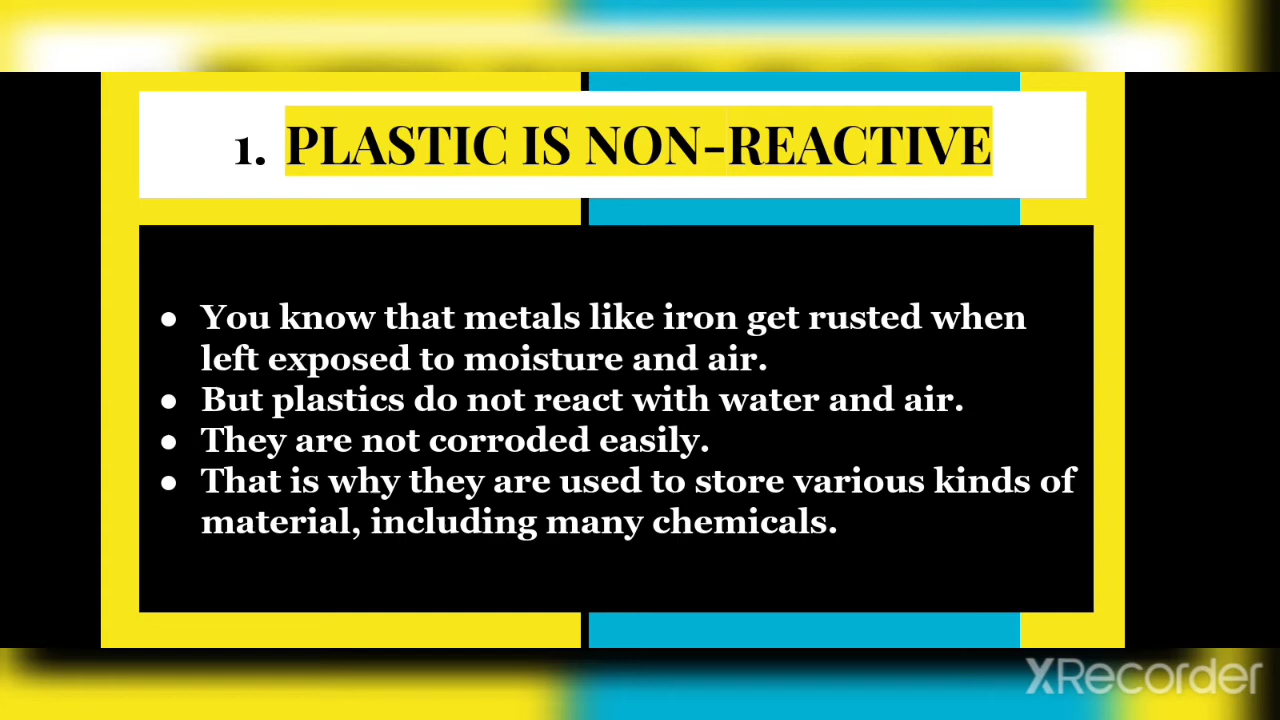 1. PLASTIC IS NON-REACTIVE
● You know that metals like iron get rusted when
left exposed to moisture and air.
● But plastics do not react with water and air.
● They are not corroded easily.
● That is why they are used to store various kinds of
material, including many chemicals.
XRecorder